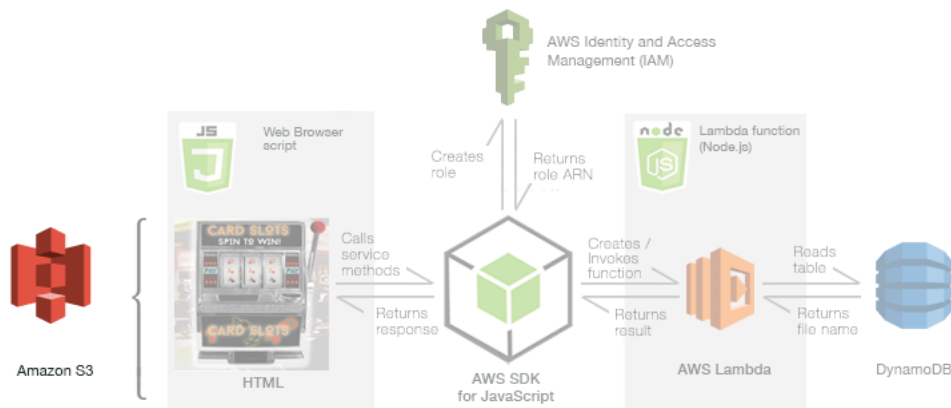 AWS Identity and Access
Management (IAM)
JS
Web Browser
script
node
JS
Lambda function
(Node.js)
Creates
role
Returns
role ARN
CARD SLOTS
SPIN TO WIN!
Calls
service
methods
Creates /
Invokes
function
Reads
table
Returns
response
Returns
result
Returns
file name
CARD SLOTS
Amazon S3
HTML
AWS SDK
for JavaScript
AWS Lambda
DynamoDB